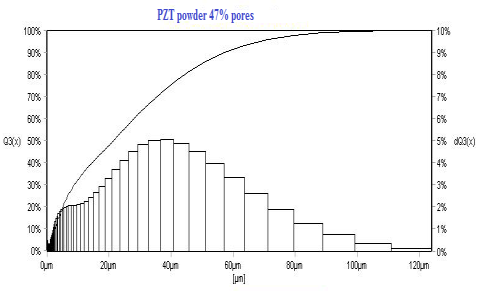 PZT powder 47% pores
100% 10%
90% 9%
80% 8%
70% 7%
60% 6%
Q3(x) 50% 5% dQ3(x)
40% 4%
30% 3%
20% 2%
10% 1%
0% 0%
0µm 20µm 40µm 60µm 80µm 100µm 120µm
[µm]